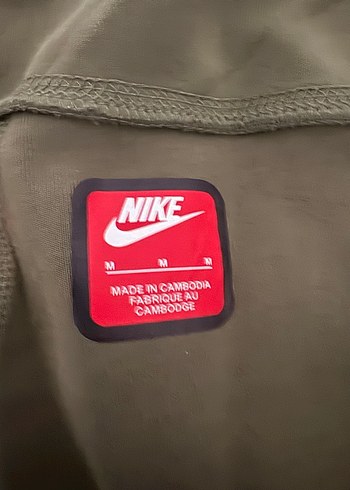 NIKE
M M M
MADE IN CAMBODIA
FABRIQUE AU
CAMBODGE